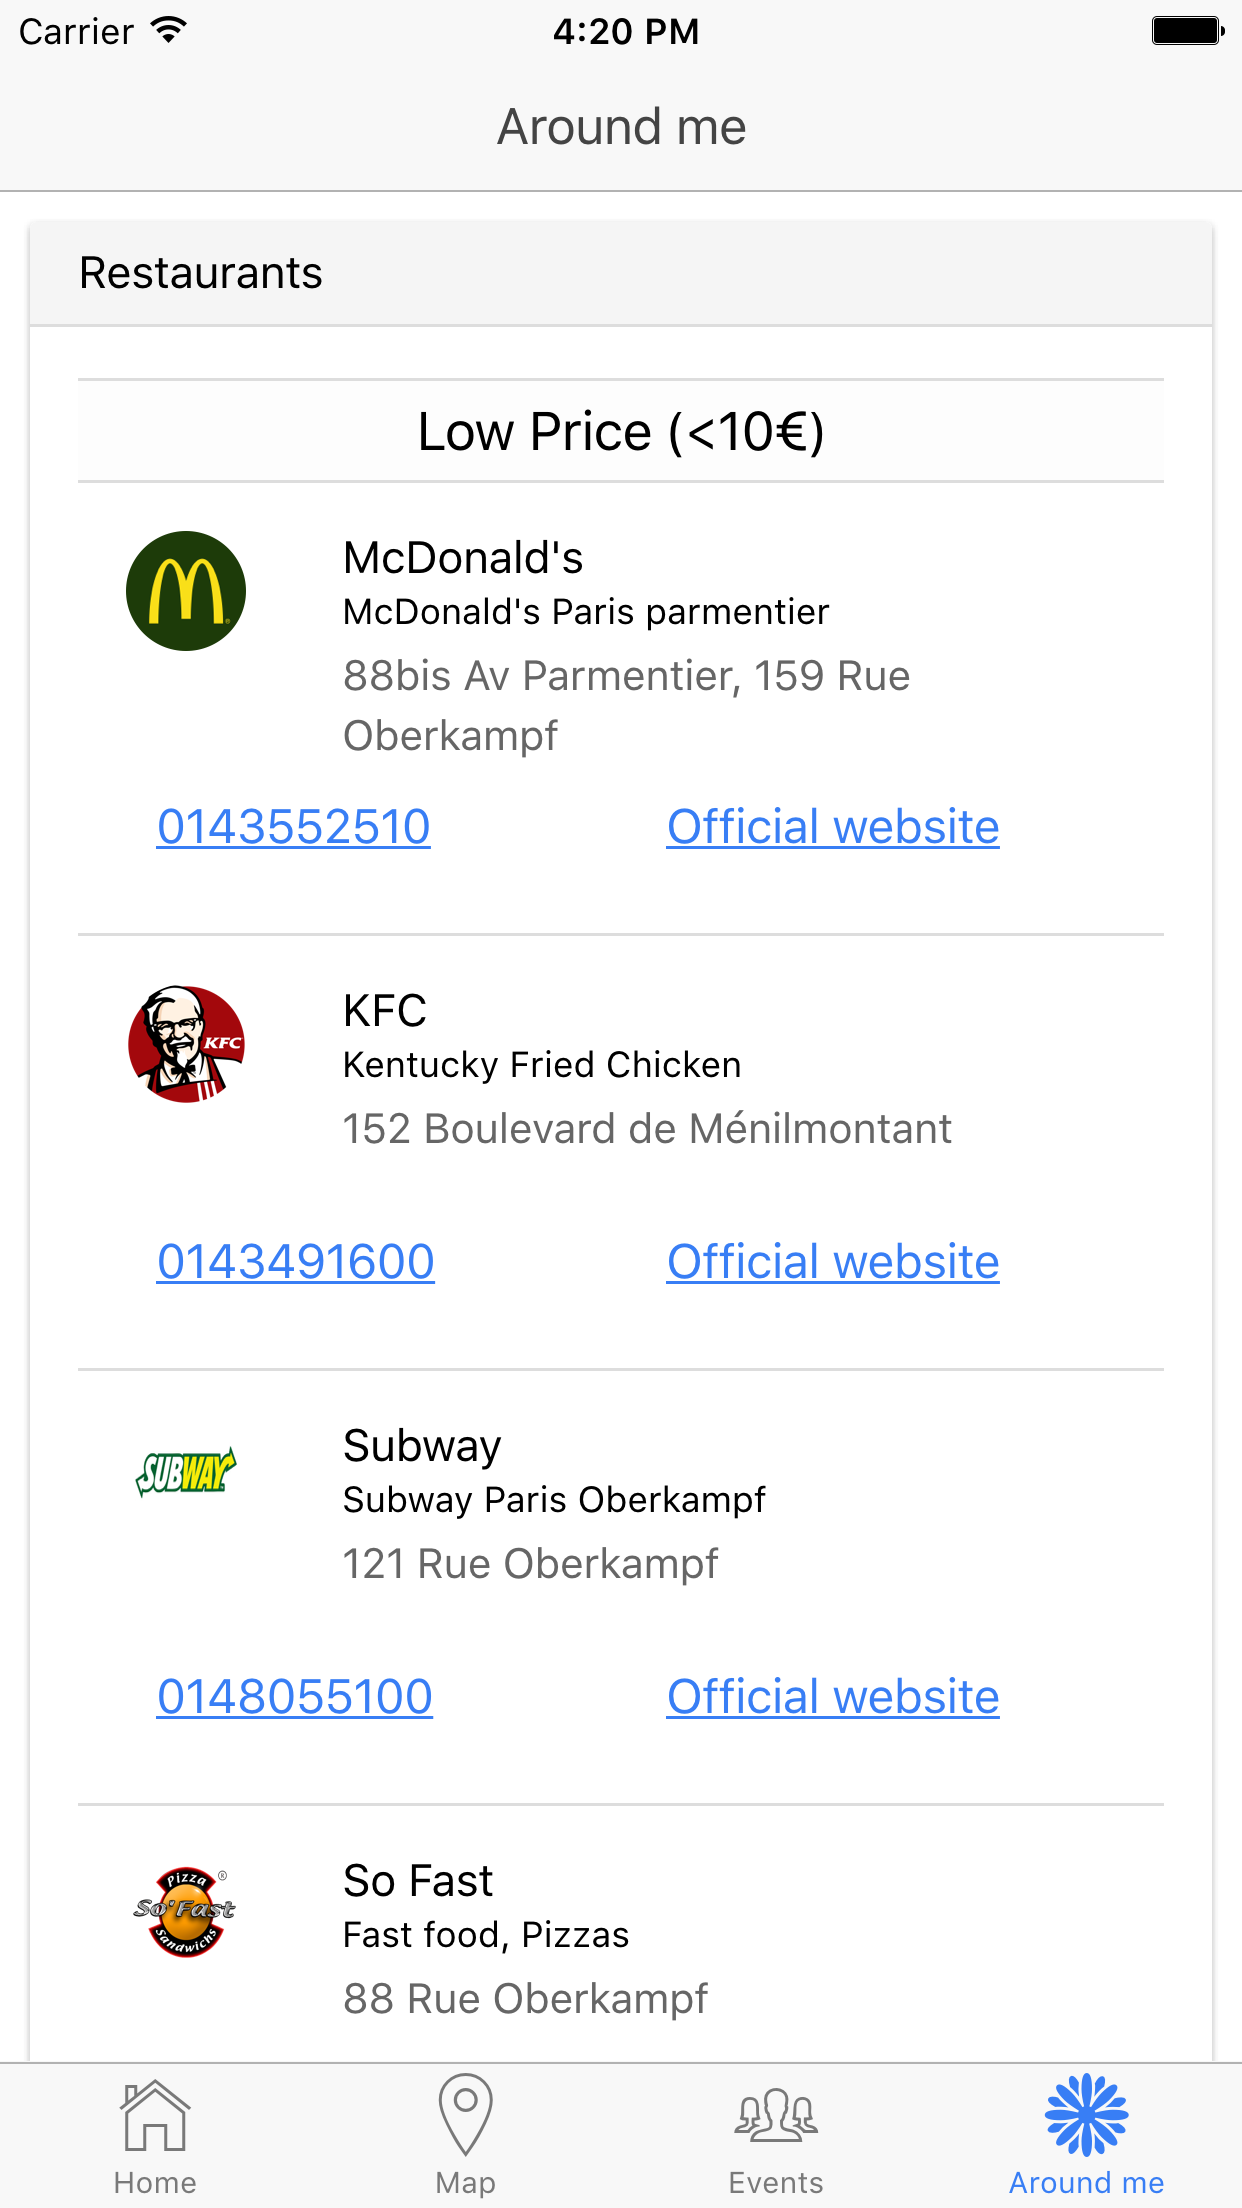 Carrier 4:20 PM
Around me
Restaurants
Low Price (<10€)
McDonald's
McDonald's Paris parmentier
88bis Av Parmentier, 159 Rue
Oberkampf
0143552510 Official website
KFC
KFC
Kentucky Fried Chicken
152 Boulevard de Ménilmontant
0143491600 Official website
SUBWAY
Subway
Subway Paris Oberkampf
121 Rue Oberkampf
0148055100 Official website
Pizza ®
So'Fast
Sandwichs
So Fast
Fast food, Pizzas
88 Rue Oberkampf
Home Map Events Around me